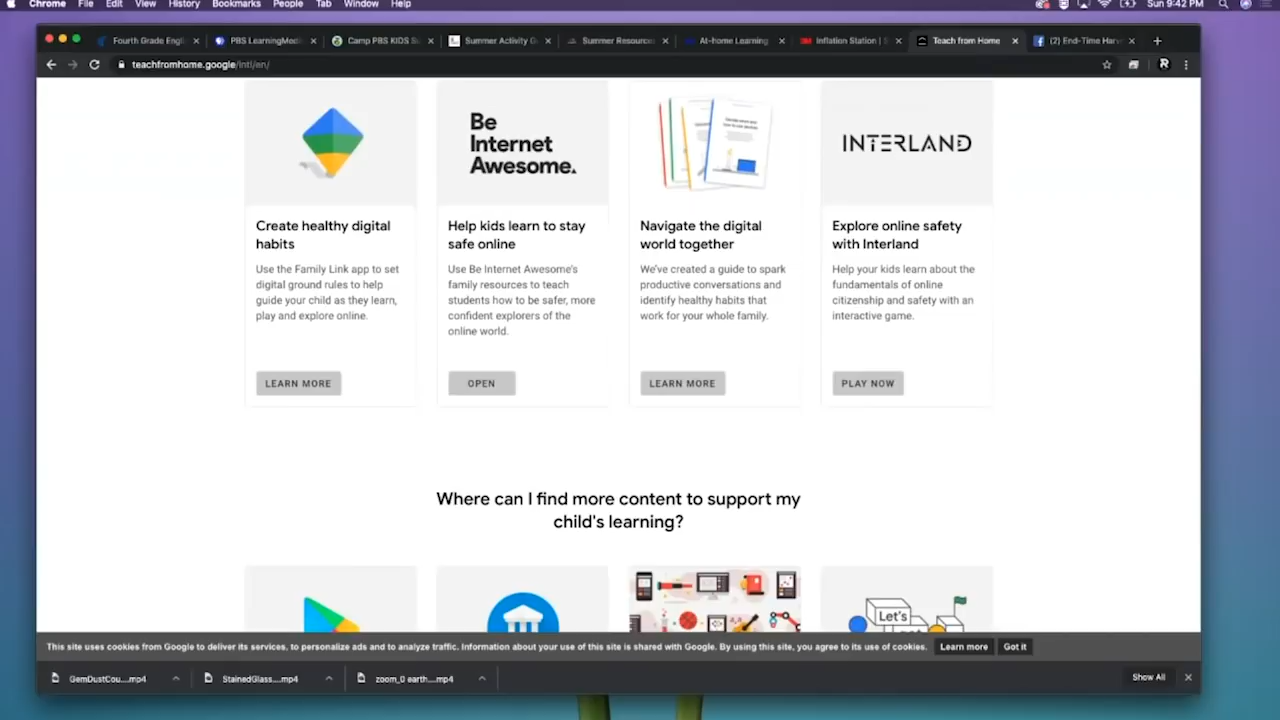 Chrome File Edit View History Bookmarks People Tab Window Help Sun 9:42 PM
Fourth Grade Engl PBS LearningMedi Camp PBS KIDS S Summer Activity G Summer Resourc At-home Learning Inflation Station | S Teach from Home (2) End-Time Har
teachfromhome.google/intl/en/
Be
Internet
Awesome.
INTERLAND
Create healthy digital
habits
Use the Family Link app to set
digital ground rules to help
guide your child as they learn,
play and explore online.
LEARN MORE
Help kids learn to stay
safe online
Use Be Internet Awesome's
family resources to teach
students how to be safer, more
confident explorers of the
online world.
OPEN
Navigate the digital
world together
We've created a guide to spark
productive conversations and
identify healthy habits that
work for your whole family.
LEARN MORE
Explore online safety
with Interland
Help your kids learn about the
fundamentals of online
citizenship and safety with an
interactive game.
PLAY NOW
Where can I find more content to support my
child's learning?
Let's
This site uses cookies from Google to deliver its services, to personalize ads and to analyze traffic. Information about your use of this site is shared with Google. By using this site, you agree to its use of cookies. Learn more Got it
GemDustCou....mp4 StainedGlass....mp4 zoom_0 earth....mp4 Show All